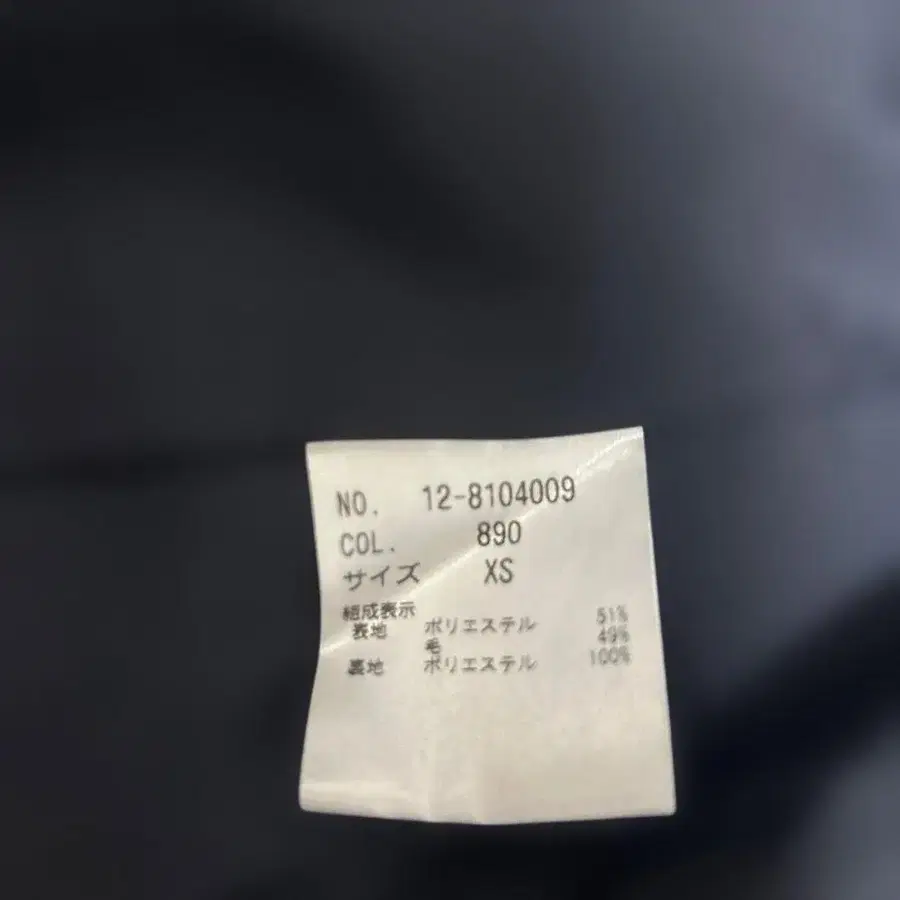 NO. 12-8104009
COL. 890
サイズ XS
組成表示
表地 ポリエステル 51%
毛 49%
裏地 ポリエステル 100%